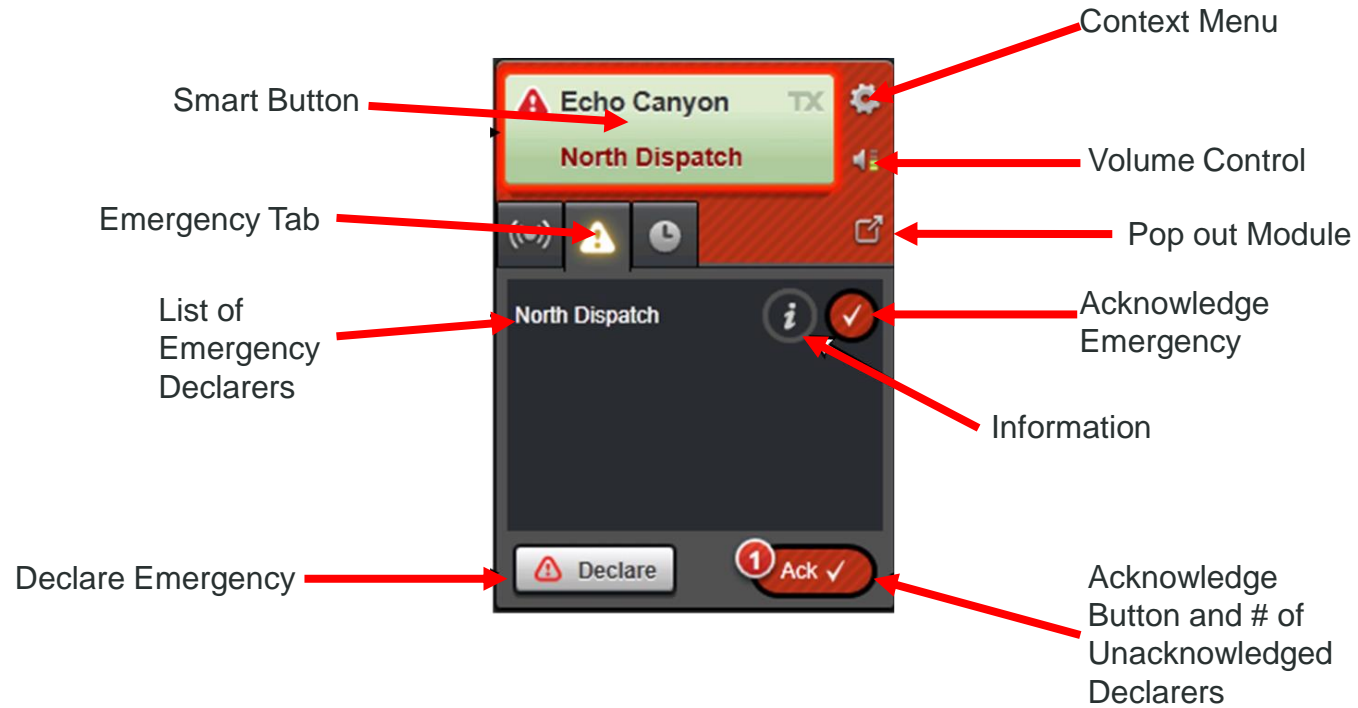 Context Menu
Smart Button
Echo Canyon TX
North Dispatch
Volume Control
Emergency Tab
Pop out Module
List of
Emergency
Declarers
North Dispatch
i
Acknowledge
Emergency
Information
Declare Emergency
Declare
1
Ack ✓
Acknowledge
Button and # of
Unacknowledged
Declarers